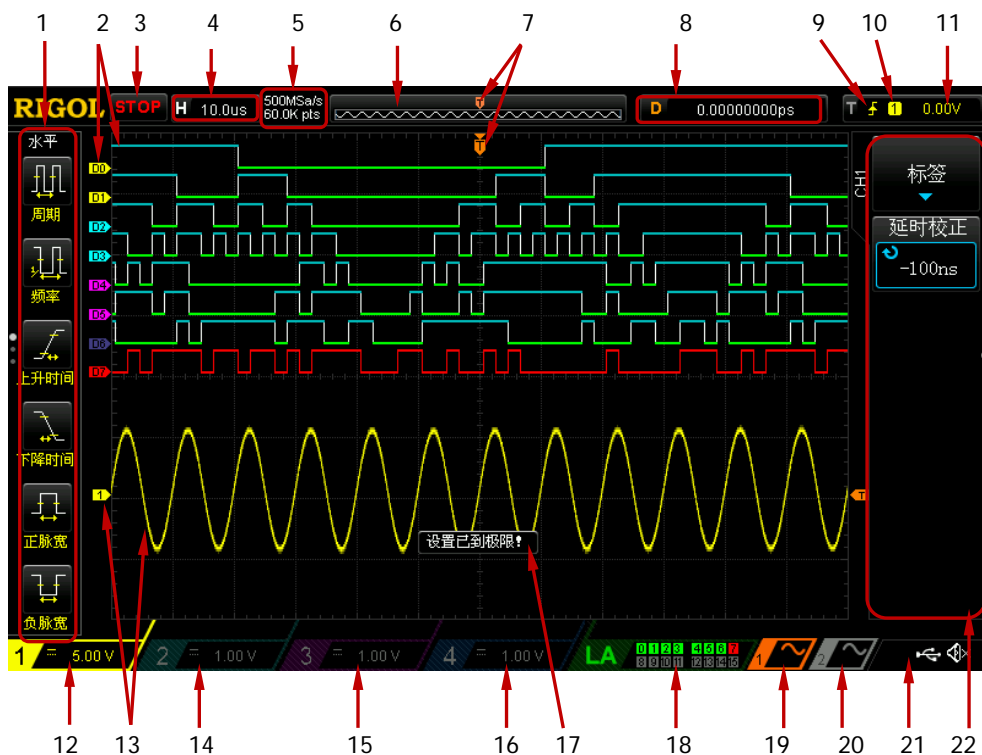 1 2 3 4 5 6 7 8 9 10 11
RIGOL STOP H 10.0us 500MSa/s 60.0K pts T D 0.00000000ps T 1 0.00V
水平
周期
频率
上升时间
下降时间
正脉宽
负脉宽
T
D0
D1
D2
D3
D4
D5
D6
D7
1
T
设置已到极限!
CH1
标签
延时校正
-100ns
1 5.00 V 2 1.00 V 3 1.00 V 4 1.00 V LA 0 1 2 3 4 5 6 7 1 2
8 9 10 11 12 13 14 15
12 13 14 15 16 17 18 19 20 21 22